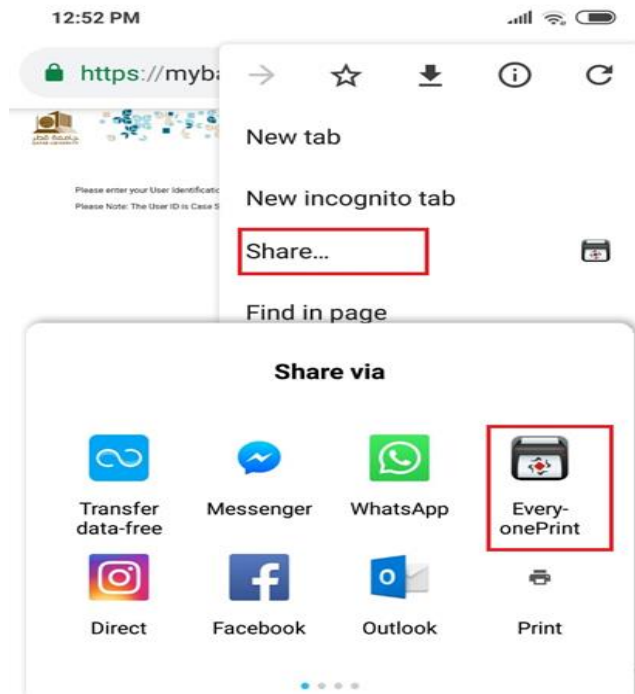 12:52 PM
https://myba
New tab
New incognito tab
Please enter your User Identificatio
Please Note: The User ID is Case S
Share...
Find in page
Share via
Transfer
data-free
Messenger
WhatsApp
Every-
onePrint
Direct
Facebook
Outlook
Print